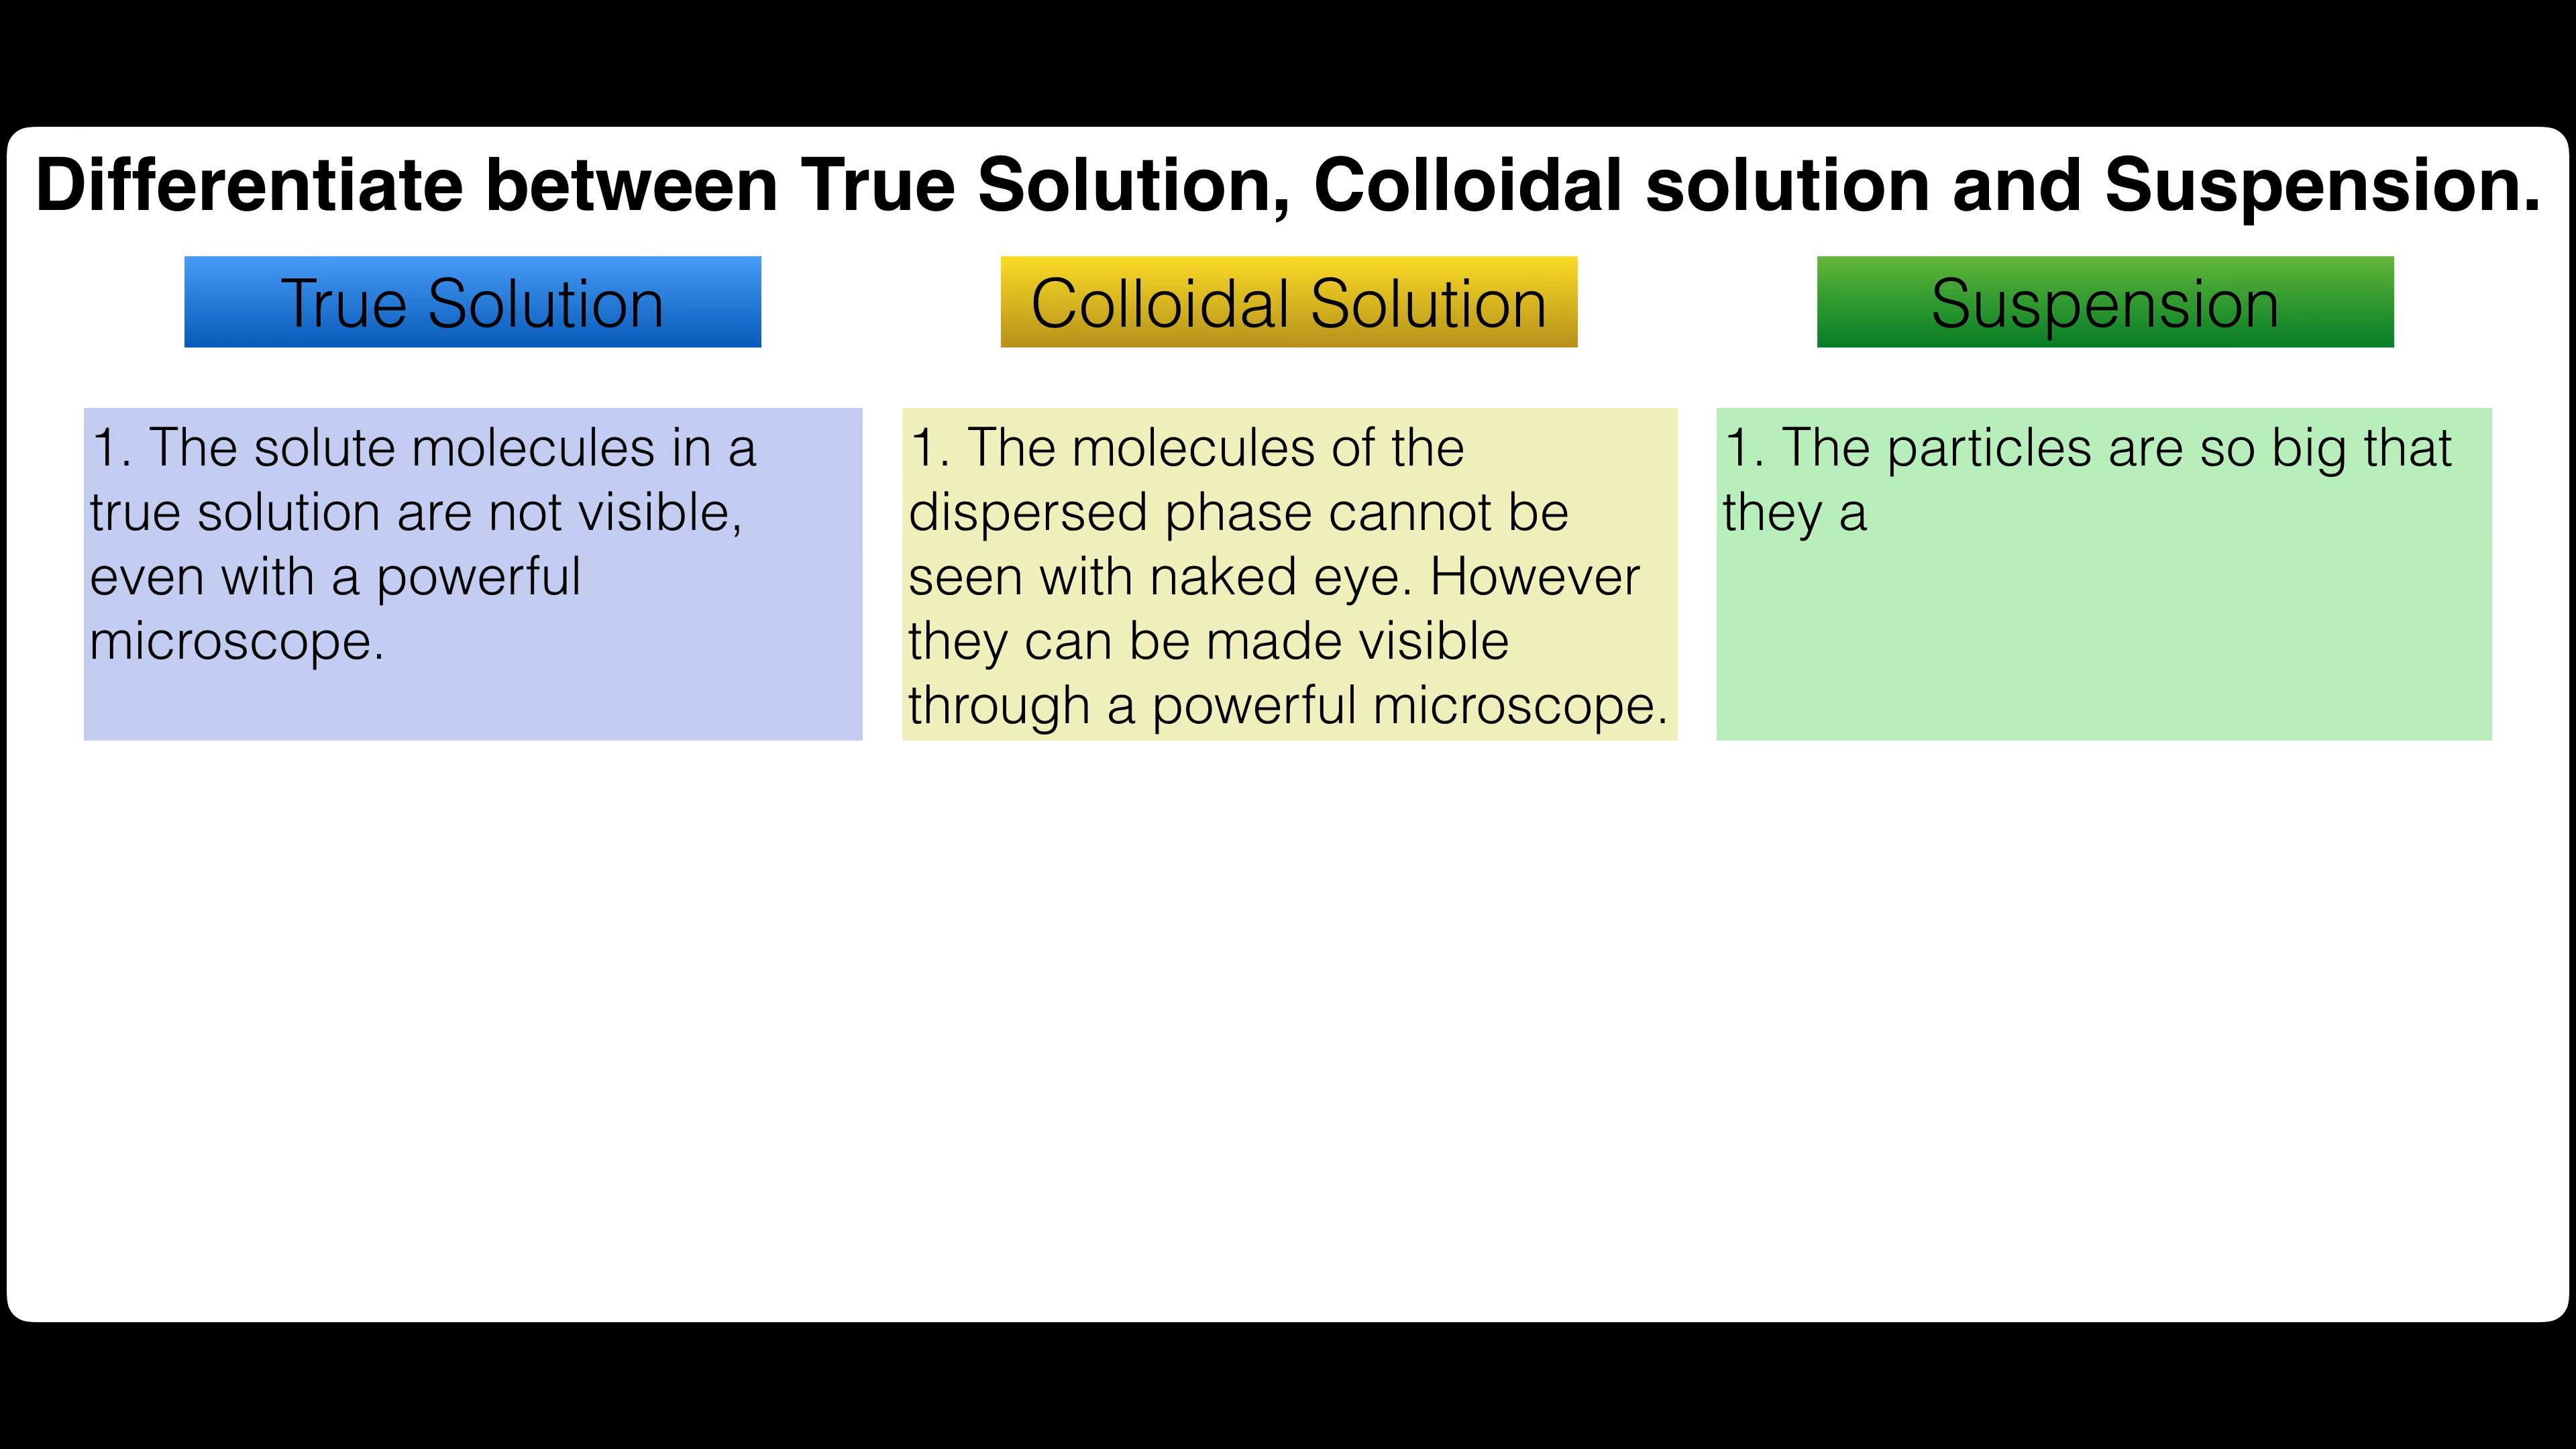 Differentiate between True Solution, Colloidal solution and Suspension.
True Solution
Colloidal Solution
Suspension
1. The solute molecules in a
true solution are not visible,
even with a powerful
microscope.
1. The molecules of the
dispersed phase cannot be
seen with naked eye. However
they can be made visible
through a powerful microscope.
1. The particles are so big that
they a